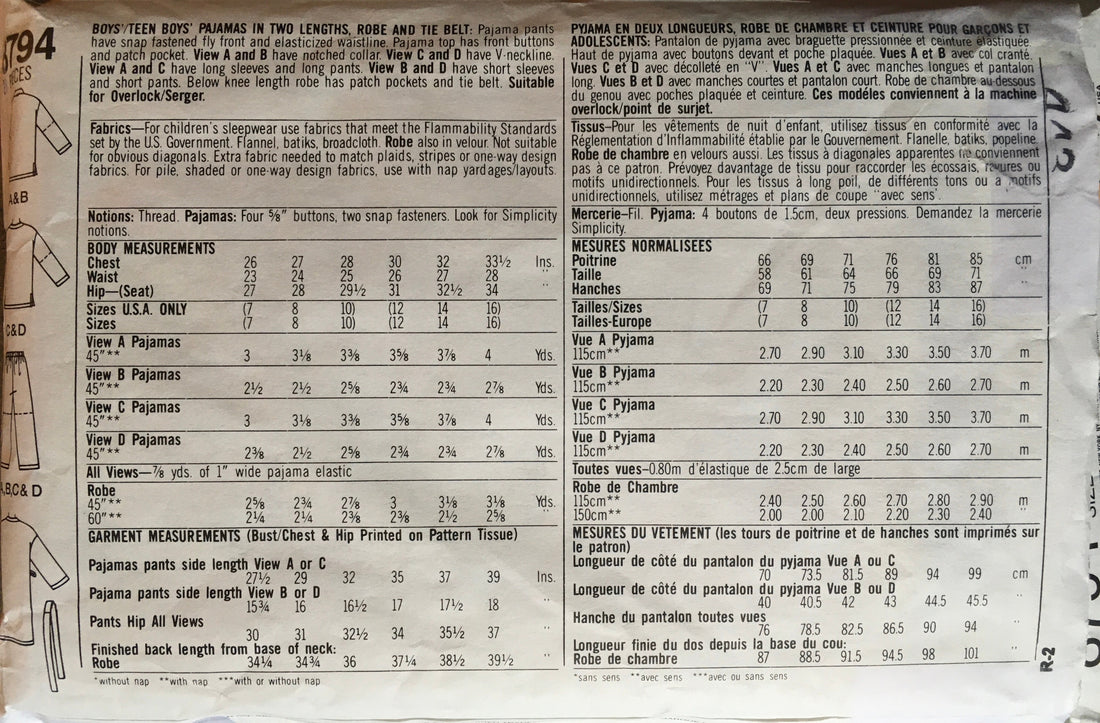 5794
PIECES
A&B
C&D
A,B,C & D
BOYS'/TEEN BOYS' PAJAMAS IN TWO LENGTHS, ROBE AND TIE BELT: Pajama pants
have snap fastened fly front and elasticized waistline. Pajama top has front buttons
and patch pocket. View A and B have notched collar. View C and D have V-neckline.
View A and C have long sleeves and long pants. View B and D have short sleeves
and short pants. Below knee length robe has patch pockets and tie belt. Suitable
for Overlock/Serger.
Fabrics—For children's sleepwear use fabrics that meet the Flammability Standards
set by the U.S. Government. Flannel, batiks, broadcloth. Robe also in velour. Not suitable
for obvious diagonals. Extra fabric needed to match plaids, stripes or one-way design
fabrics. For pile, shaded or one-way design fabrics, use with nap yardages/layouts.
Notions: Thread. Pajamas: Four 5/8" buttons, two snap fasteners. Look for Simplicity
notions.
BODY MEASUREMENTS
Chest 26 27 28 30 32 33½ Ins.
Waist 23 24 25 26 27 28 "
Hip—(Seat) 27 28 29½ 31 32½ 34 "
Sizes U.S.A. ONLY (7 8 10) (12 14 16)
Sizes (7 8 10) (12 14 16)
View A Pajamas
45"** 3 3⅛ 3⅜ 3⅝ 3⅞ 4 Yds.
View B Pajamas
45"** 2½ 2½ 2⅝ 2¾ 2¾ 2⅞ Yds.
View C Pajamas
45"** 3 3⅛ 3⅜ 3⅝ 3⅞ 4 Yds.
View D Pajamas
45"** 2⅜ 2½ 2⅝ 2¾ 2¾ 2⅞ Yds.
All Views—⅞ yds. of 1" wide pajama elastic
Robe
45"** 2⅝ 2¾ 2⅞ 3 3⅛ 3⅛ Yds.
60"** 2¼ 2¼ 2⅜ 2⅜ 2½ 2⅝ "
GARMENT MEASUREMENTS (Bust/Chest & Hip Printed on Pattern Tissue)
Pajamas pants side length View A or C
27½ 29 32 35 37 39 Ins.
Pajama pants side length View B or D
15¾ 16 16½ 17 17½ 18 "
Pants Hip All Views
30 31 32½ 34 35½ 37 "
Finished back length from base of neck:
Robe 34¼ 34¾ 36 37¼ 38½ 39½ "
*without nap **with nap ***with or without nap
PYJAMA EN DEUX LONGUEURS, ROBE DE CHAMBRE ET CEINTURE POUR GARÇONS ET
ADOLESCENTS: Pantalon de pyjama avec braguette pressionnée et ceinture élastiquée.
Haut de pyjama avec boutons devant et poche plaquée. Vues A et B avec col cranté.
Vues C et D avec décolleté en "V". Vues A et C avec manches longues et pantalon
long. Vues B et D avec manches courtes et pantalon court. Robe de chambre au-dessous
du genou avec poches plaquée et ceinture. Ces modéles conviennent à la machine
overlock/point de surjet.
Tissus—Pour les vêtements de nuit d'enfant, utilisez tissus en conformité avec la
Réglementation d'Inflammabilité établie par le Gouvernement. Flanelle, batiks, popeline.
Robe de chambre en velours aussi. Les tissus à diagonales apparentes ne conviennent
pas à ce patron. Prévoyez davantage de tissu pour raccorder les écossais, rayures ou
motifs unidirectionnels. Pour les tissus à long poil, de différents tons ou a motifs
unidirectionnels, utilisez métrages et plans de coupe "avec sens".
Mercerie—Fil. Pyjama: 4 boutons de 1.5cm, deux pressions. Demandez la mercerie
Simplicity.
MESURES NORMALISEES
Poitrine 66 69 71 76 81 85 cm
Taille 58 61 64 66 69 71 "
Hanches 69 71 75 79 83 87 "
Tailles/Sizes (7 8 10) (12 14 16)
Tailles-Europe (7 8 10) (12 14 16)
Vue A Pyjama
115cm** 2.70 2.90 3.10 3.30 3.50 3.70 m
Vue B Pyjama
115cm** 2.20 2.30 2.40 2.50 2.60 2.70 m
Vue C Pyjama
115cm** 2.70 2.90 3.10 3.30 3.50 3.70 m
Vue D Pyjama
115cm** 2.20 2.30 2.40 2.50 2.60 2.70 m
Toutes vues—0.80m d'élastique de 2.5cm de large
Robe de Chambre
115cm** 2.40 2.50 2.60 2.70 2.80 2.90 m
150cm** 2.00 2.00 2.10 2.20 2.30 2.40 "
MESURES DU VETEMENT (les tours de poitrine et de hanches sont imprimés sur
le patron)
Longueur de côté du pantalon du pyjama Vue A ou C
70 73.5 81.5 89 94 99 cm
Longueur de côté du pantalon du pyjama Vue B ou D
40 40.5 42 43 44.5 45.5 "
Hanche du pantalon toutes vues
76 78.5 82.5 86.5 90 94 "
Longueur finie du dos depuis la base du cou:
Robe de chambre 87 88.5 91.5 94.5 98 101 "
*sans sens **avec sens ***avec ou sans sens
R-2